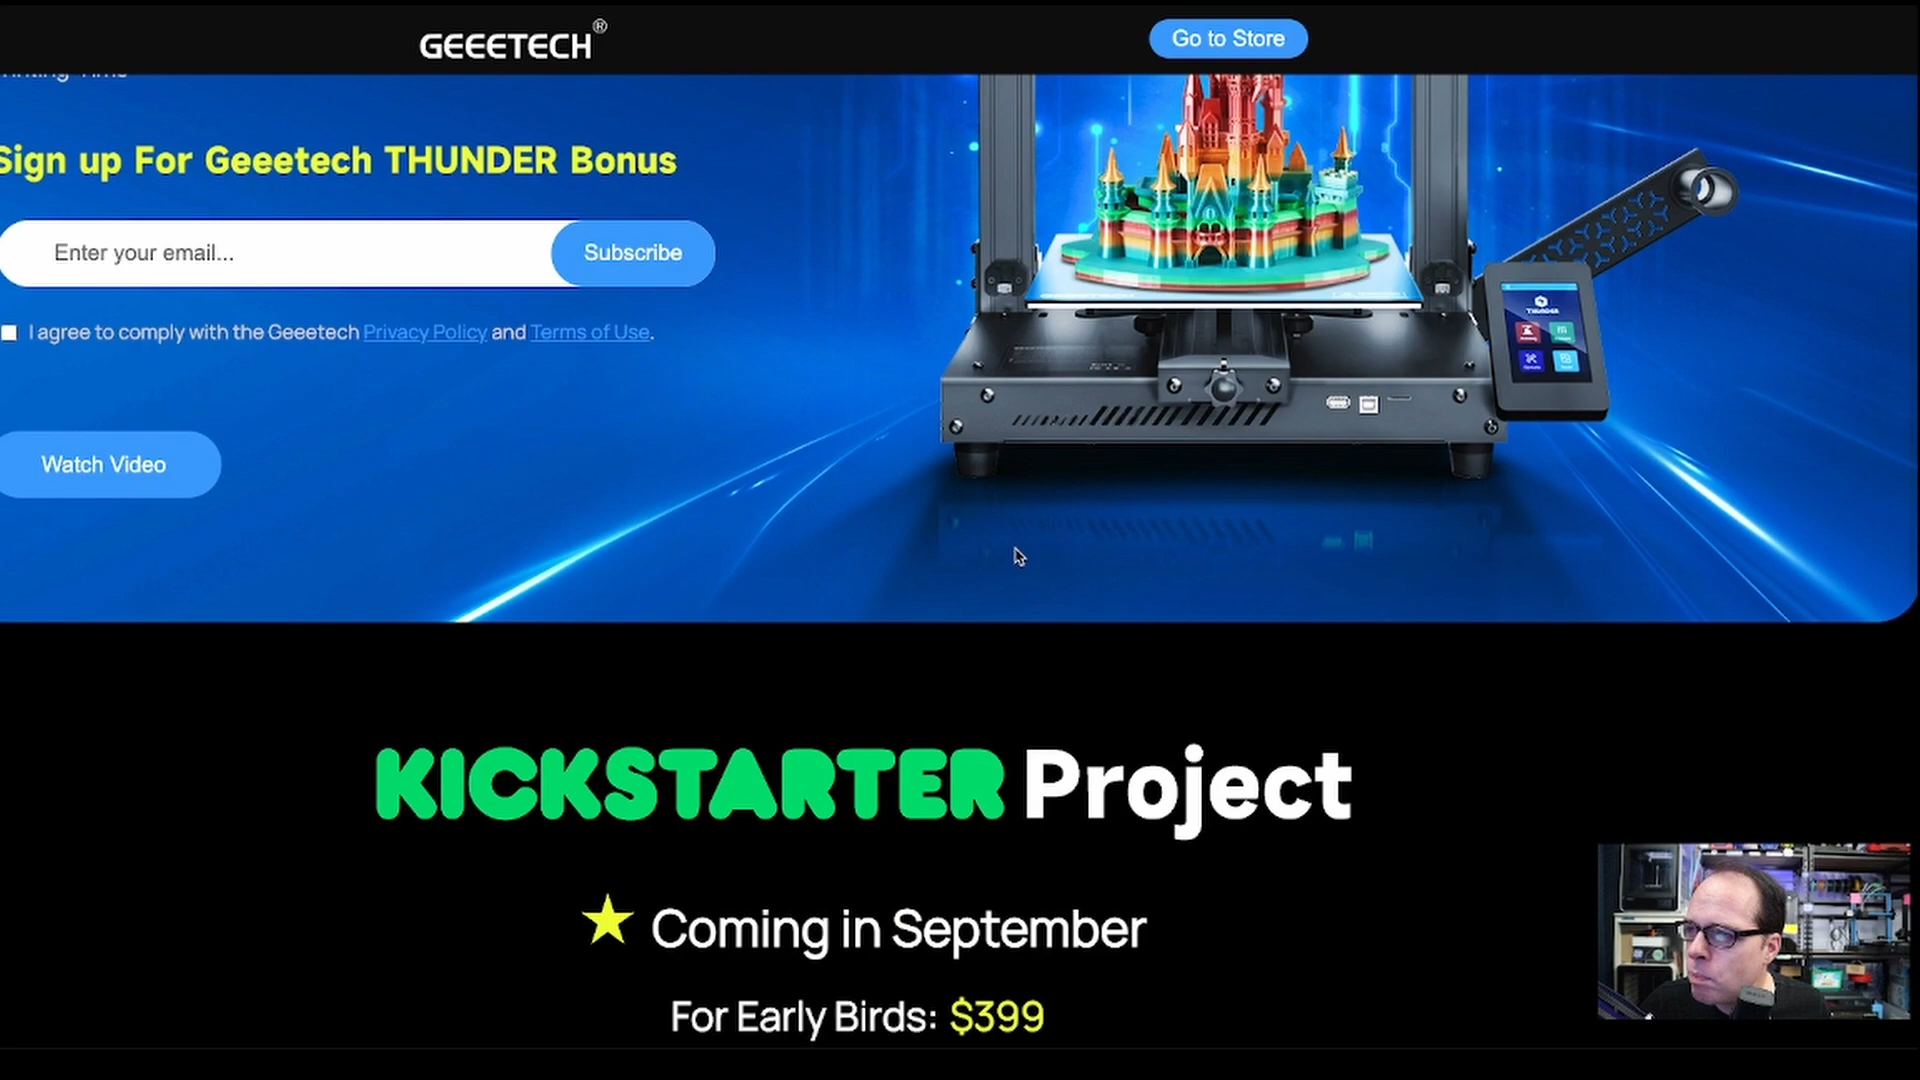 GEEETECH®
Go to Store
Sign up For Geeetech THUNDER Bonus
Enter your email...
Subscribe
I agree to comply with the Geeetech Privacy Policy and Terms of Use.
THUNDER
Watch Video
KICKSTARTER Project
Coming in September
For Early Birds: $399